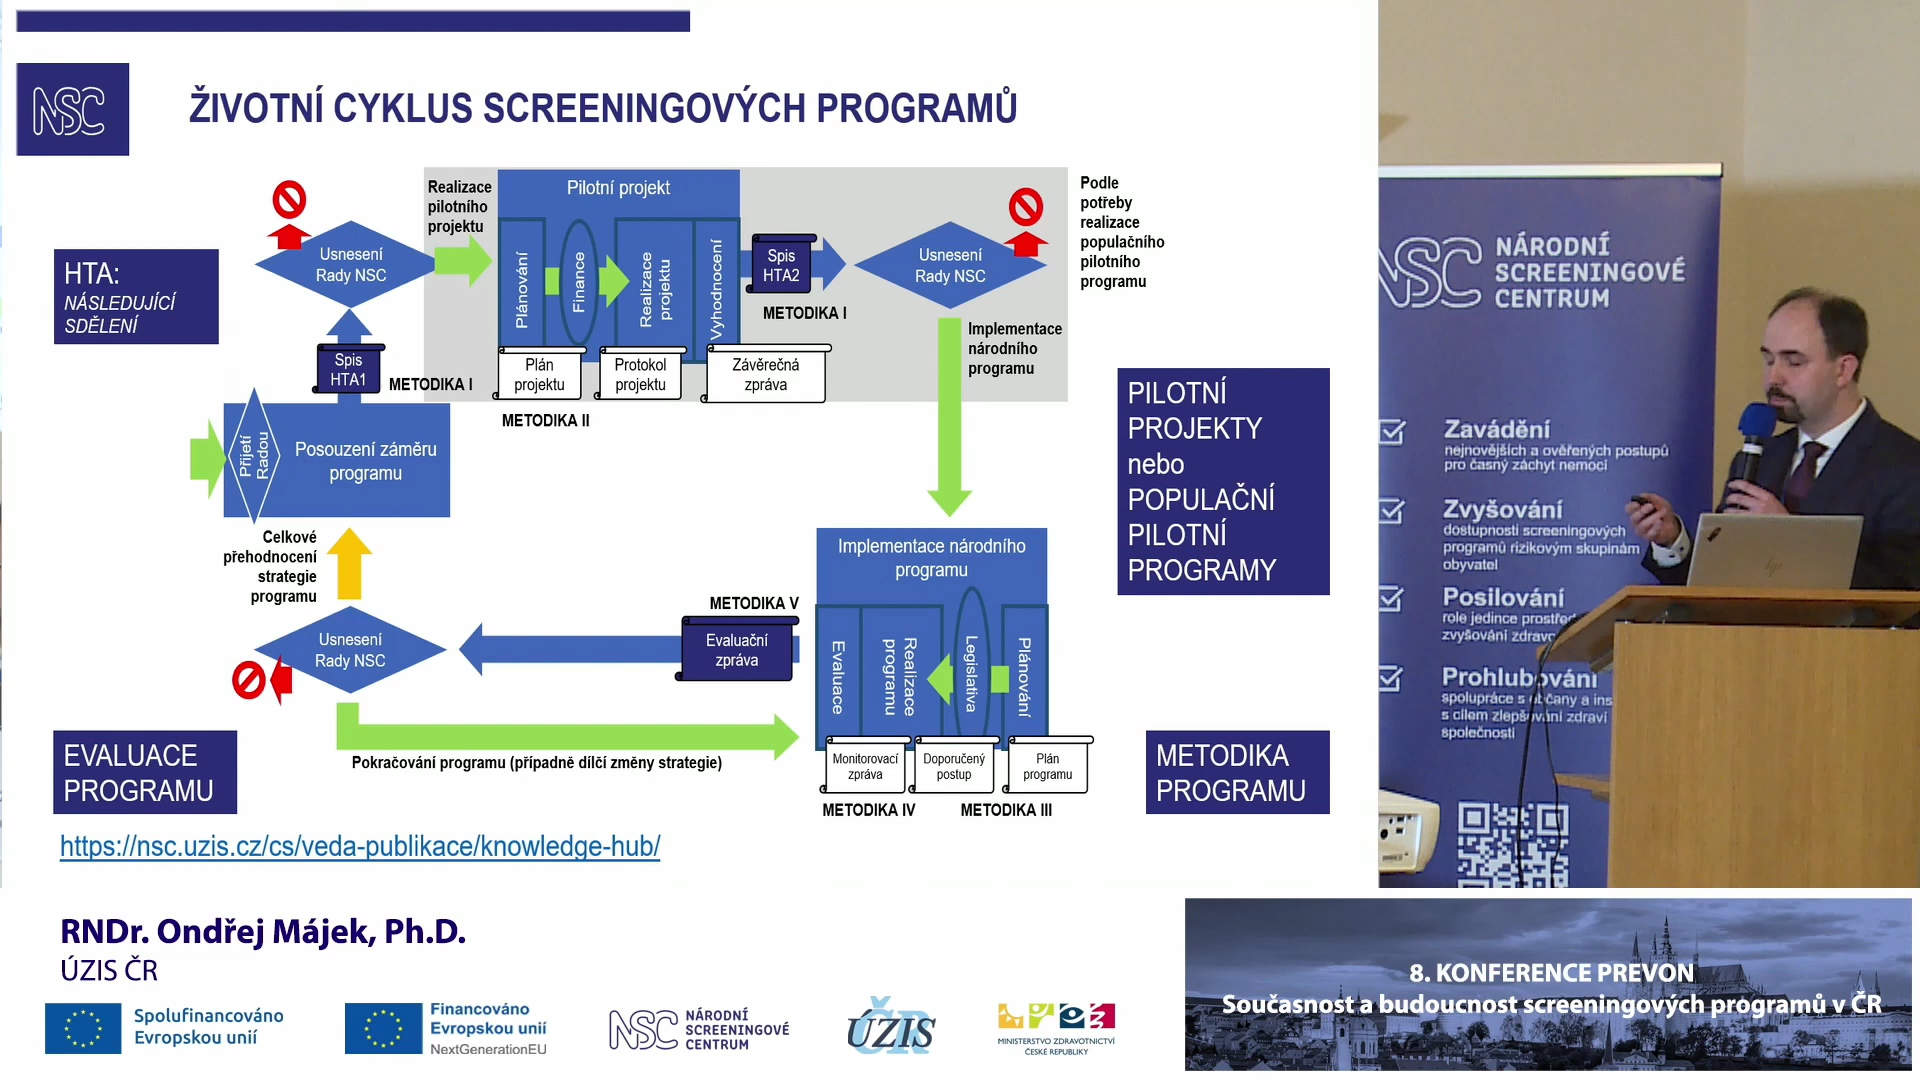 NSC
ŽIVOTNÍ CYKLUS SCREENINGOVÝCH PROGRAMŮ
HTA:
NÁSLEDUJÍCÍ
SDĚLENÍ
Usnesení
Rady NSC
Realizace
pilotního
projektu
Pilotní projekt
Plánování
Finance
Realizace
projektu
Vyhodnocení
Spis
HTA2
METODIKA I
Usnesení
Rady NSC
Podle
potřeby
realizace
populačního
pilotního
programu
Spis
HTA1
METODIKA I
Plán
projektu
Protokol
projektu
Závěrečná
zpráva
METODIKA II
Implementace
národního
programu
Přijetí
Radou
Posouzení záměru
programu
PILOTNÍ
PROJEKTY
nebo
POPULAČNÍ
PILOTNÍ
PROGRAMY
Celkové
přehodnocení
strategie
programu
Implementace národního
programu
Evaluace
Realizace
programu
Legislativa
Plánování
METODIKA V
Evaluační
zpráva
Usnesení
Rady NSC
Monitorovací
zpráva
Doporučený
postup
Plán
programu
METODIKA IV
METODIKA III
Pokračování programu (případně dílčí změny strategie)
EVALUACE
PROGRAMU
METODIKA
PROGRAMU
https://nsc.uzis.cz/cs/veda-publikace/knowledge-hub/
NSC
NÁRODNÍ
SCREENINGOVÉ
CENTRUM
Zavádění
nejnovějších a ověřených postupů
pro časný záchyt nemoci
Zvyšování
dostupnosti screeningových
programů rizikovým skupinám
obyvatel
Posilování
role jedince prostře
zvyšování zdravo
Prohlubování
spolupráce s občany a ins
s cílem zlepšování zdraví
společnosti
hp
RNDr. Ondřej Májek, Ph.D.
ÚZIS ČR
Spolufinancováno
Evropskou unií
Financováno
Evropskou unií
NextGenerationEU
NSC
NÁRODNÍ
SCREENINGOVÉ
CENTRUM
ÚZIS
ČR
MINISTERSTVO ZDRAVOTNICTVÍ
ČESKÉ REPUBLIKY
8. KONFERENCE PREVON
Současnost a budoucnost screeningových programů v ČR